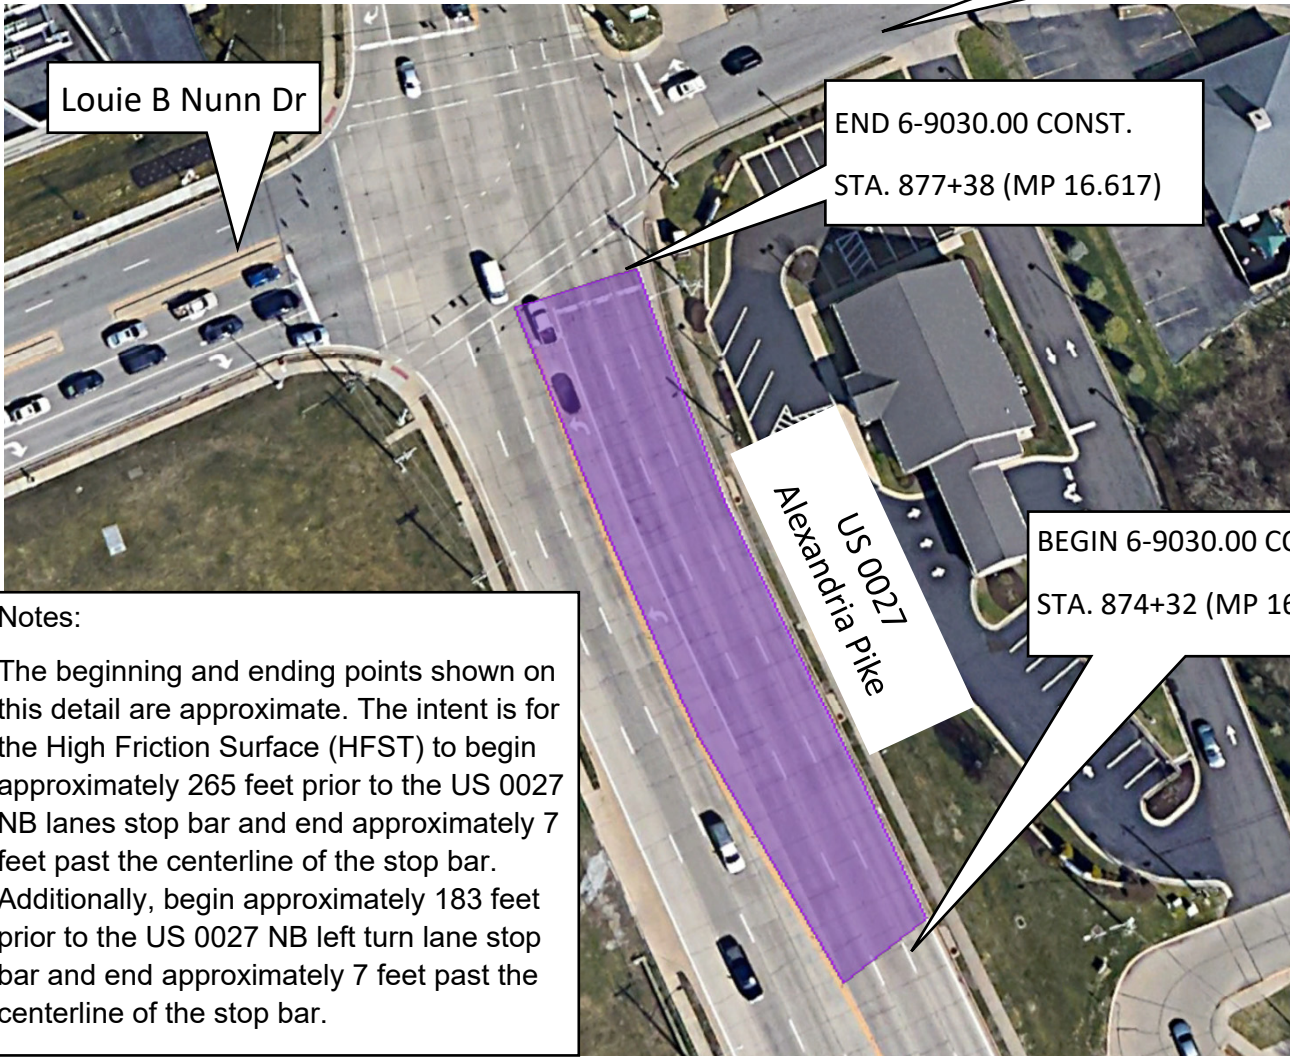 Louie B Nunn Dr
END 6-9030.00 CONST.
STA. 877+38 (MP 16.617)
US 0027
Alexandria Pike
BEGIN 6-9030.00
STA. 874+32 (MP
Notes:
The beginning and ending points shown on
this detail are approximate. The intent is for
the High Friction Surface (HFST) to begin
approximately 265 feet prior to the US 0027
NB lanes stop bar and end approximately 7
feet past the centerline of the stop bar.
Additionally, begin approximately 183 feet
prior to the US 0027 NB left turn lane stop
bar and end approximately 7 feet past the
centerline of the stop bar.